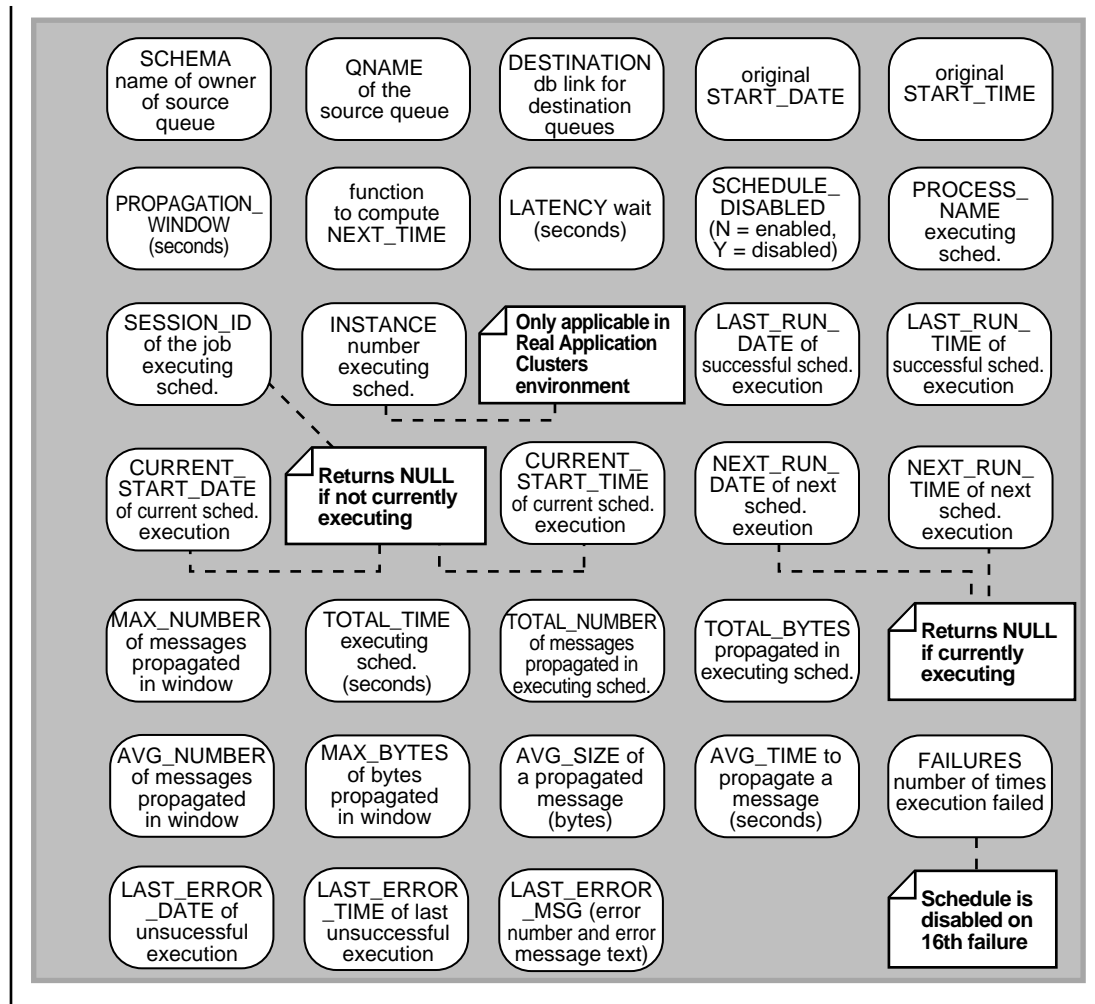 SCHEMA
name of owner
of source
queue
QNAME
of the
source queue
DESTINATION
db link for
destination
queues
original
START_DATE
original
START_TIME
PROPAGATION_
WINDOW
(seconds)
function
to compute
NEXT_TIME
LATENCY wait
(seconds)
SCHEDULE_
DISABLED
(N = enabled,
Y = disabled)
PROCESS_
NAME
executing
sched.
SESSION_ID
of the job
executing
sched.
INSTANCE
number
executing
sched.
Only applicable in
Real Application
Clusters
environment
LAST_RUN_
DATE of
successful sched.
execution
LAST_RUN_
TIME of
successful sched.
execution
CURRENT_
START_DATE
of current sched.
execution
Returns NULL
if not currently
executing
CURRENT_
START_TIME
of current sched.
execution
NEXT_RUN_
DATE of next
sched.
exeution
NEXT_RUN_
TIME of next
sched.
execution
MAX_NUMBER
of messages
propagated
in window
TOTAL_TIME
executing
sched.
(seconds)
TOTAL_NUMBER
of messages
propagated in
executing sched.
TOTAL_BYTES
propagated in
executing sched.
Returns NULL
if currently
executing
AVG_NUMBER
of messages
propagated
in window
MAX_BYTES
of bytes
propagated
in window
AVG_SIZE of
a propagated
message
(bytes)
AVG_TIME to
propagate a
message
(seconds)
FAILURES
number of times
execution failed
LAST_ERROR
_DATE of
unsucessful
execution
LAST_ERROR
_TIME of last
unsuccessful
execution
LAST_ERROR
_MSG (error
number and error
message text)
Schedule is
disabled on
16th failure